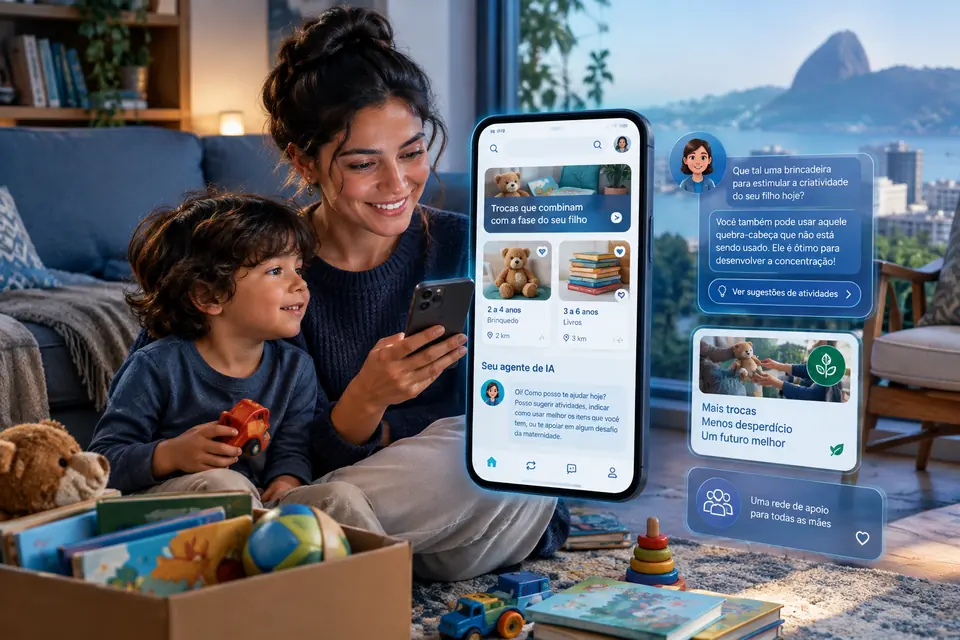 Trocas que combinam
com a fase do seu filho
2 a 4 anos
Brinquedo
2 km
3 a 6 anos
Livros
3 km
Seu agente de IA
Oi! Como posso te ajudar hoje?
Posso sugerir atividades, indicar
como usar melhor os itens que você
tem, ou te apoiar em algum desafio
da maternidade.
Que tal uma brincadeira
para estimular a criatividade
do seu filho hoje?
Você também pode usar aquele
quebra-cabeça que não está
sendo usado. Ele é ótimo para
desenvolver a concentração!
Ver sugestões de atividades
Mais trocas
Menos desperdício
Um futuro melhor
Uma rede de apoio
para todas as mães